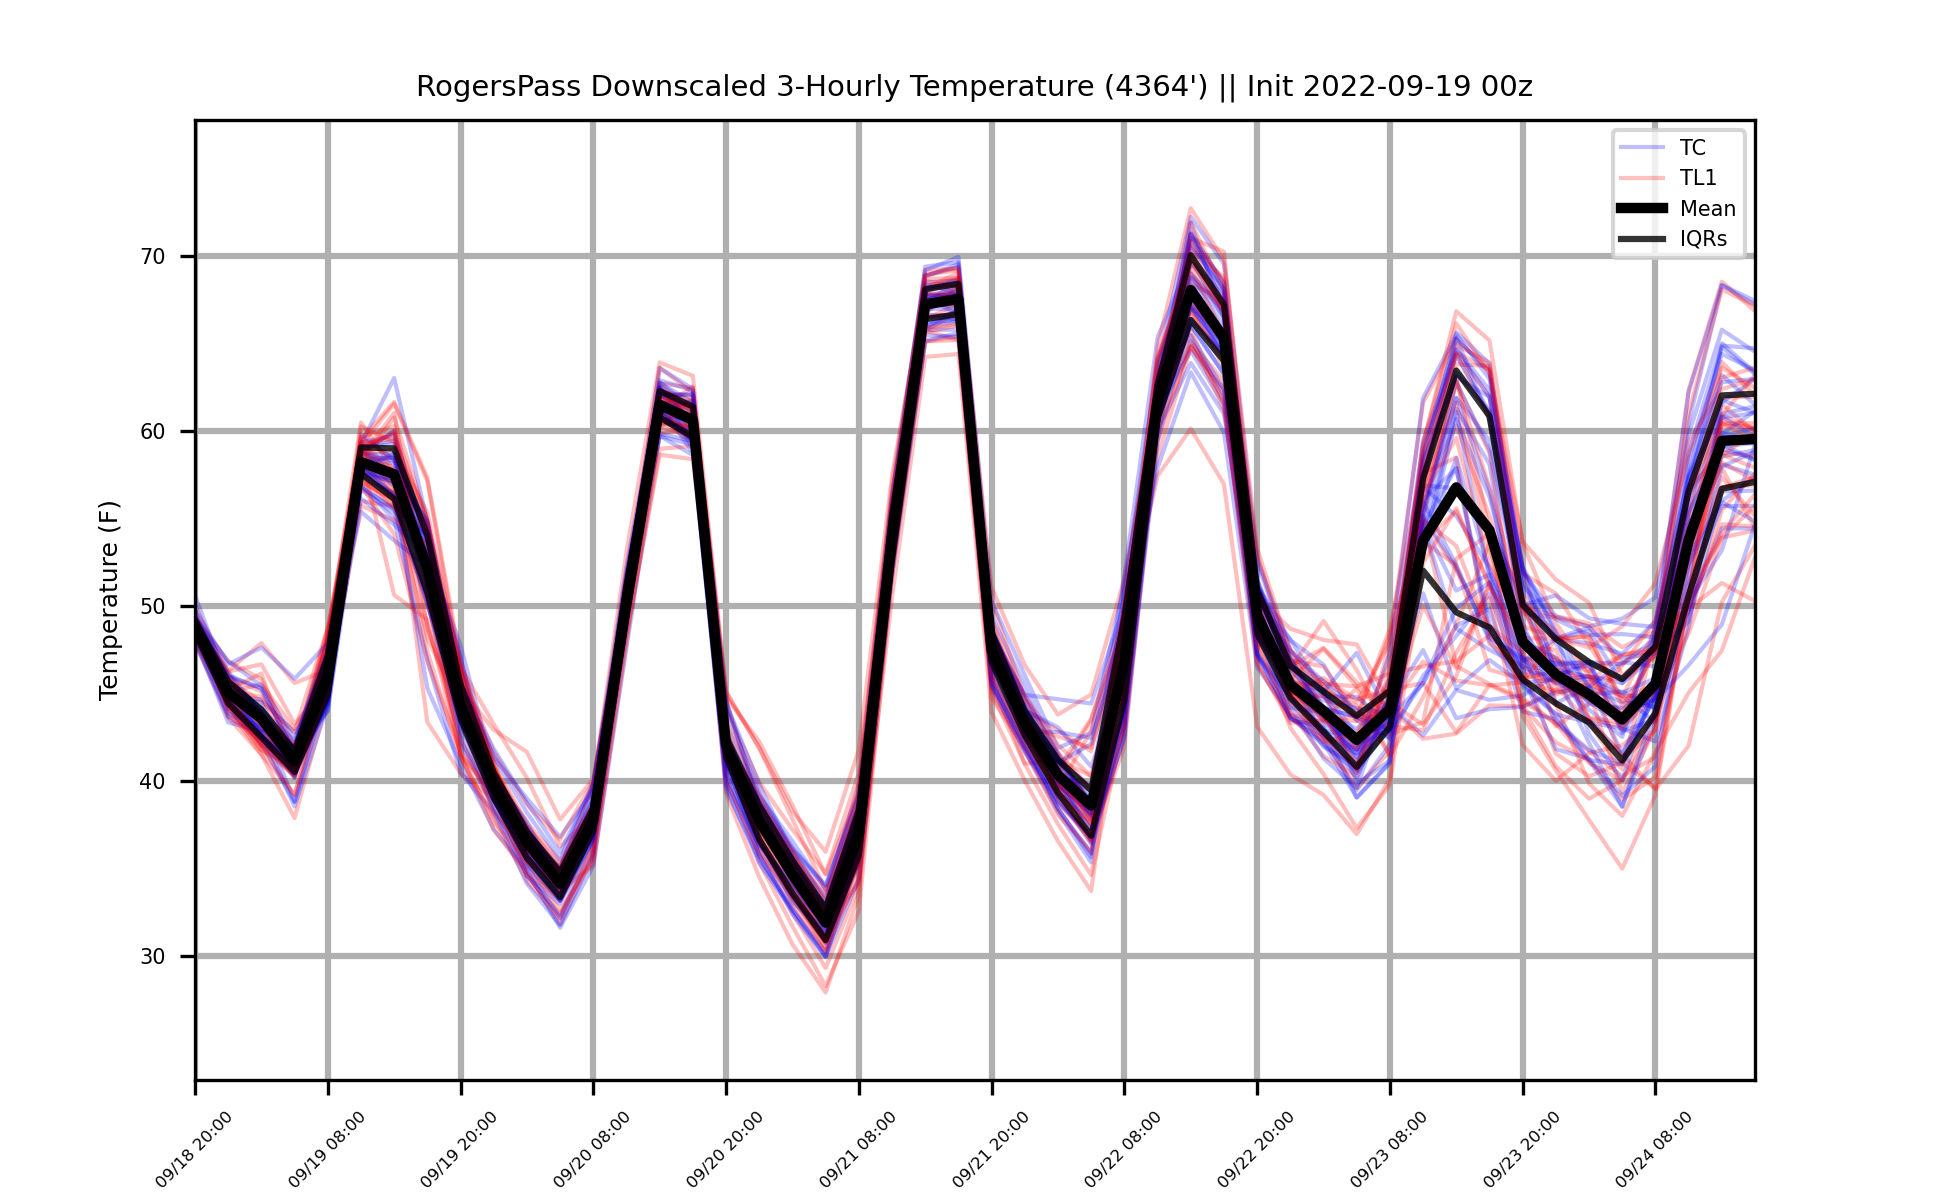 RogersPass Downscaled 3-Hourly Temperature (4364') || Init 2022-09-19 00z
TC
TL1
Mean
IQRs
Temperature (F)
70
60
50
40
30
09/18 20:00
09/19 08:00
09/19 20:00
09/20 08:00
09/20 20:00
09/21 08:00
09/21 20:00
09/22 08:00
09/22 20:00
09/23 08:00
09/23 20:00
09/24 08:00